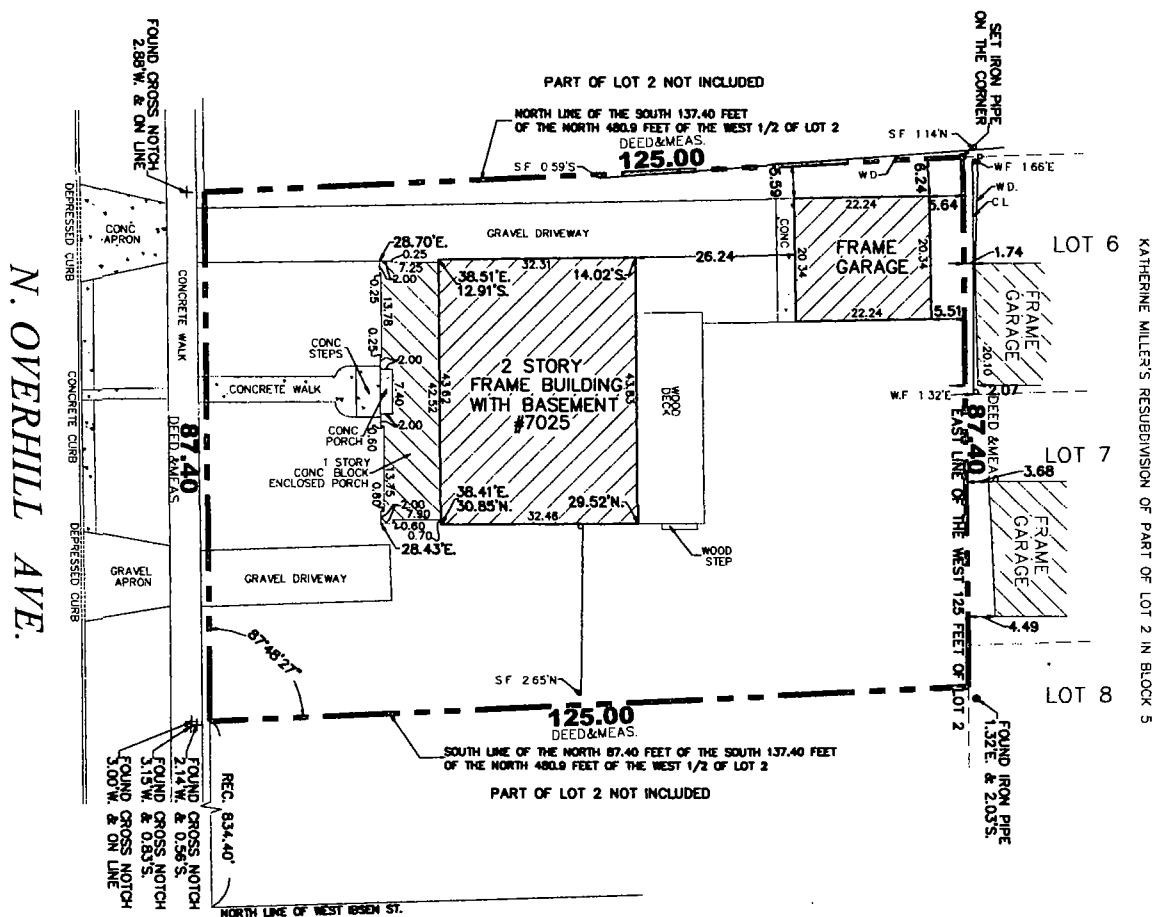 FOUND CROSS NOTCH
2.88'W. & ON LINE
PART OF LOT 2 NOT INCLUDED
SET IRON PIPE
ON THE CORNER
NORTH LINE OF THE SOUTH 137.40 FEET
OF THE NORTH 480.9 FEET OF THE WEST 1/2 OF LOT 2
DEED&MEAS.
125.00
S F 0.59'S
S F 1.14'N
W D
5.59
6.24
WF 1.66'E
WD.
C L
DEPRESSED CURB
CONC
APRON
GRAVEL DRIVEWAY
CONC
22.24
5.64
FRAME
GARAGE
20.34
20.34
22.24
5.51
1.74
LOT 6
FRAME
GARAGE
20.10
2.07
W.F 1.32'E
KATHERINE MILLER'S RESUBDIVISION OF PART OF LOT 2 IN BLOCK 5
28.70'E.
0.25
7.25
2.00
0.25
13.78
0.25
32.31
38.51'E.
12.91'S.
14.02'S.
26.24
CONCRETE WALK
CONC
STEPS
2.00
7.40
2.00
42.52
43.62
43.83
2 STORY
FRAME BUILDING
WITH BASEMENT
#7025
WOOD
DECK
CONCRETE WALK
CONC
PORCH
0.60
1 STORY
CONC BLOCK
ENCLOSED PORCH
13.75
0.60
2.00
7.90
0.60
0.70
28.43'E.
38.41'E.
30.85'N.
32.46
29.52'N.
WOOD
STEP
N. OVERHILL AVE.
CONCRETE CURB
87.40
DEED &MEAS.
87.40
DEED &MEAS
EAST LINE OF THE WEST 125 FEET OF LOT 2
LOT 7
3.68
FRAME
GARAGE
4.49
DEPRESSED CURB
GRAVEL
APRON
GRAVEL DRIVEWAY
87°48'27"
S F 2.65'N
LOT 8
125.00
DEED&MEAS.
SOUTH LINE OF THE NORTH 87.40 FEET OF THE SOUTH 137.40 FEET
OF THE NORTH 480.9 FEET OF THE WEST 1/2 OF LOT 2
PART OF LOT 2 NOT INCLUDED
FOUND IRON PIPE
1.32'E. & 2.03'S.
FOUND CROSS NOTCH
2.14'W. & 0.56'S.
FOUND CROSS NOTCH
3.15'W. & 0.83'S.
FOUND CROSS NOTCH
3.00'W. & ON LINE
REC. 834.40'
NORTH LINE OF WEST IBSEN ST.